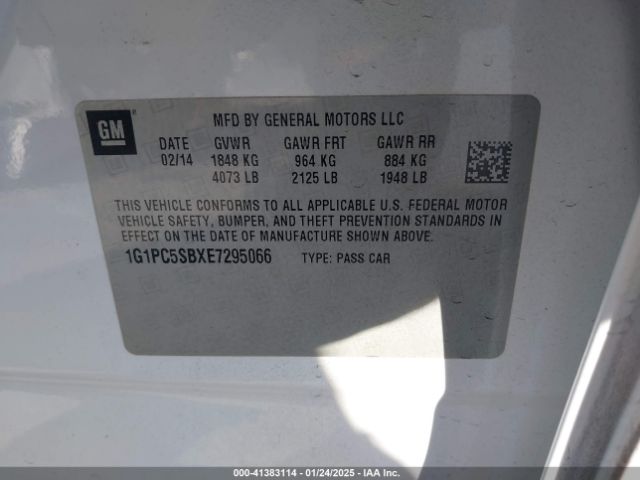 GM
MFD BY GENERAL MOTORS LLC
DATE GVWR GAWR FRT GAWR RR
02/14 1848 KG 964 KG 884 KG
4073 LB 2125 LB 1948 LB
THIS VEHICLE CONFORMS TO ALL APPLICABLE U.S. FEDERAL MOTOR
VEHICLE SAFETY, BUMPER, AND THEFT PREVENTION STANDARDS IN
EFFECT ON THE DATE OF MANUFACTURE SHOWN ABOVE.
1G1PC5SBXE7295066 TYPE: PASS CAR
000-41383114 - 01/24/2025 - IAA Inc.